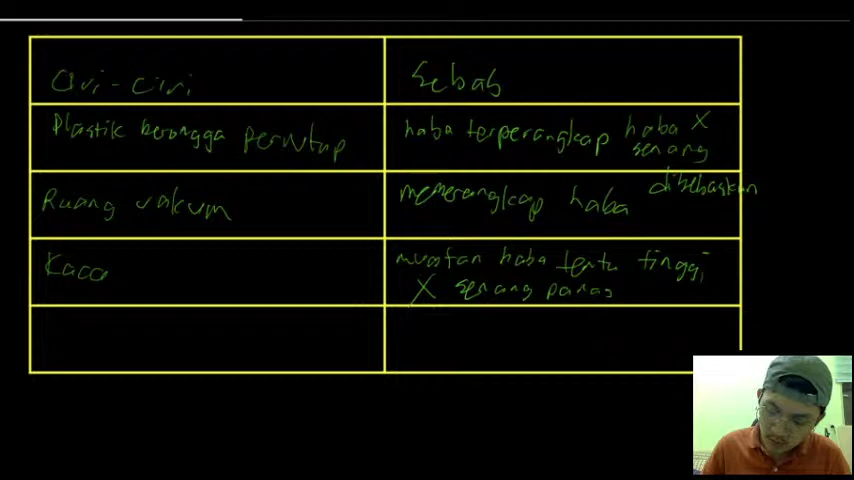 Ciri-ciri
Sebab
Plastik berongga penutup
haba terperangkap haba X
senang
dibebaskan
Ruang vakum
memerangkap haba
Kaca
muatan haba tentu tinggi,
X senang panas